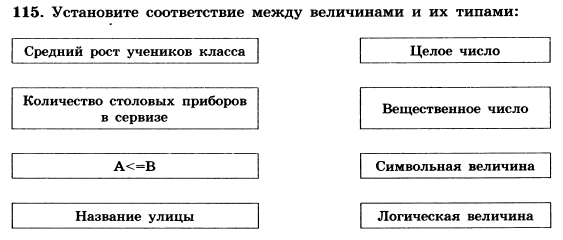 115. Установите соответствие между величинами и их типами:
Средний рост учеников класса
Целое число
Количество столовых приборов
в сервизе
Вещественное число
A<=B
Символьная величина
Название улицы
Логическая величина